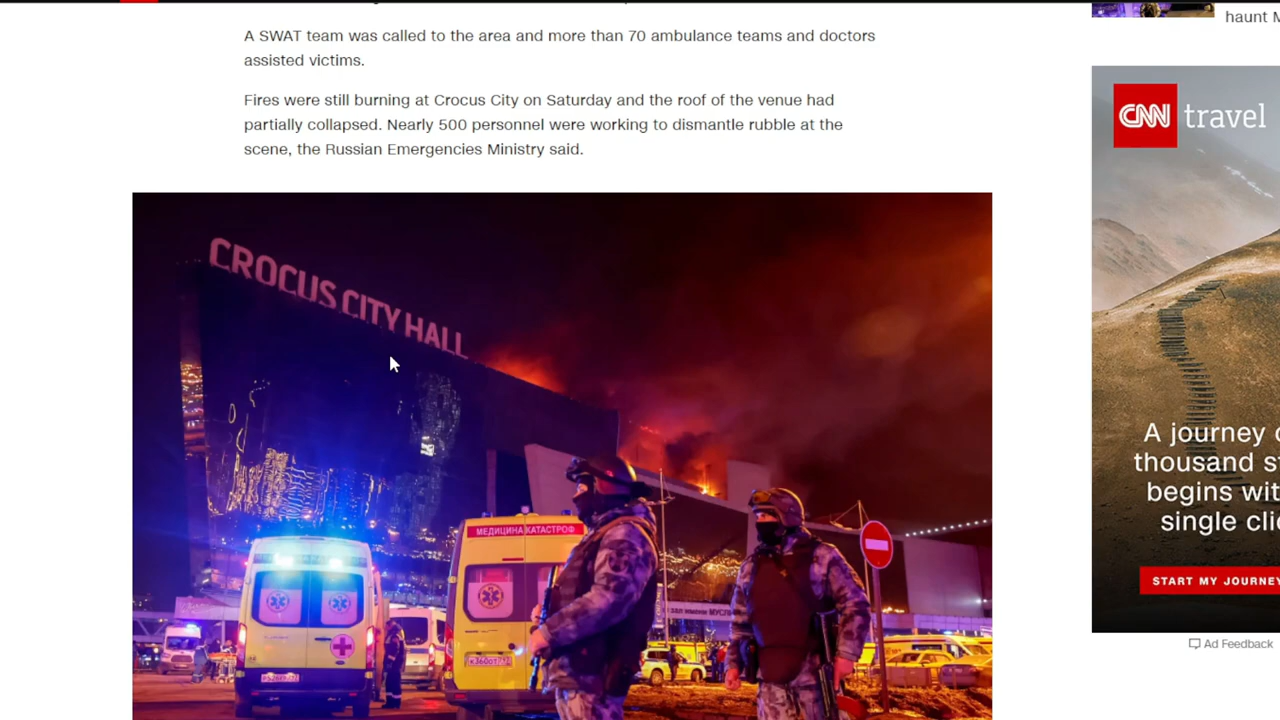 haunt M
A SWAT team was called to the area and more than 70 ambulance teams and doctors
assisted victims.
Fires were still burning at Crocus City on Saturday and the roof of the venue had
partially collapsed. Nearly 500 personnel were working to dismantle rubble at the
scene, the Russian Emergencies Ministry said.
CROCUS CITY HALL
МЕДИЦИНА КАТАСТРОФ
CNN travel
A journey
thousand
begins
single
START MY JOURNEY
Ad Feedback